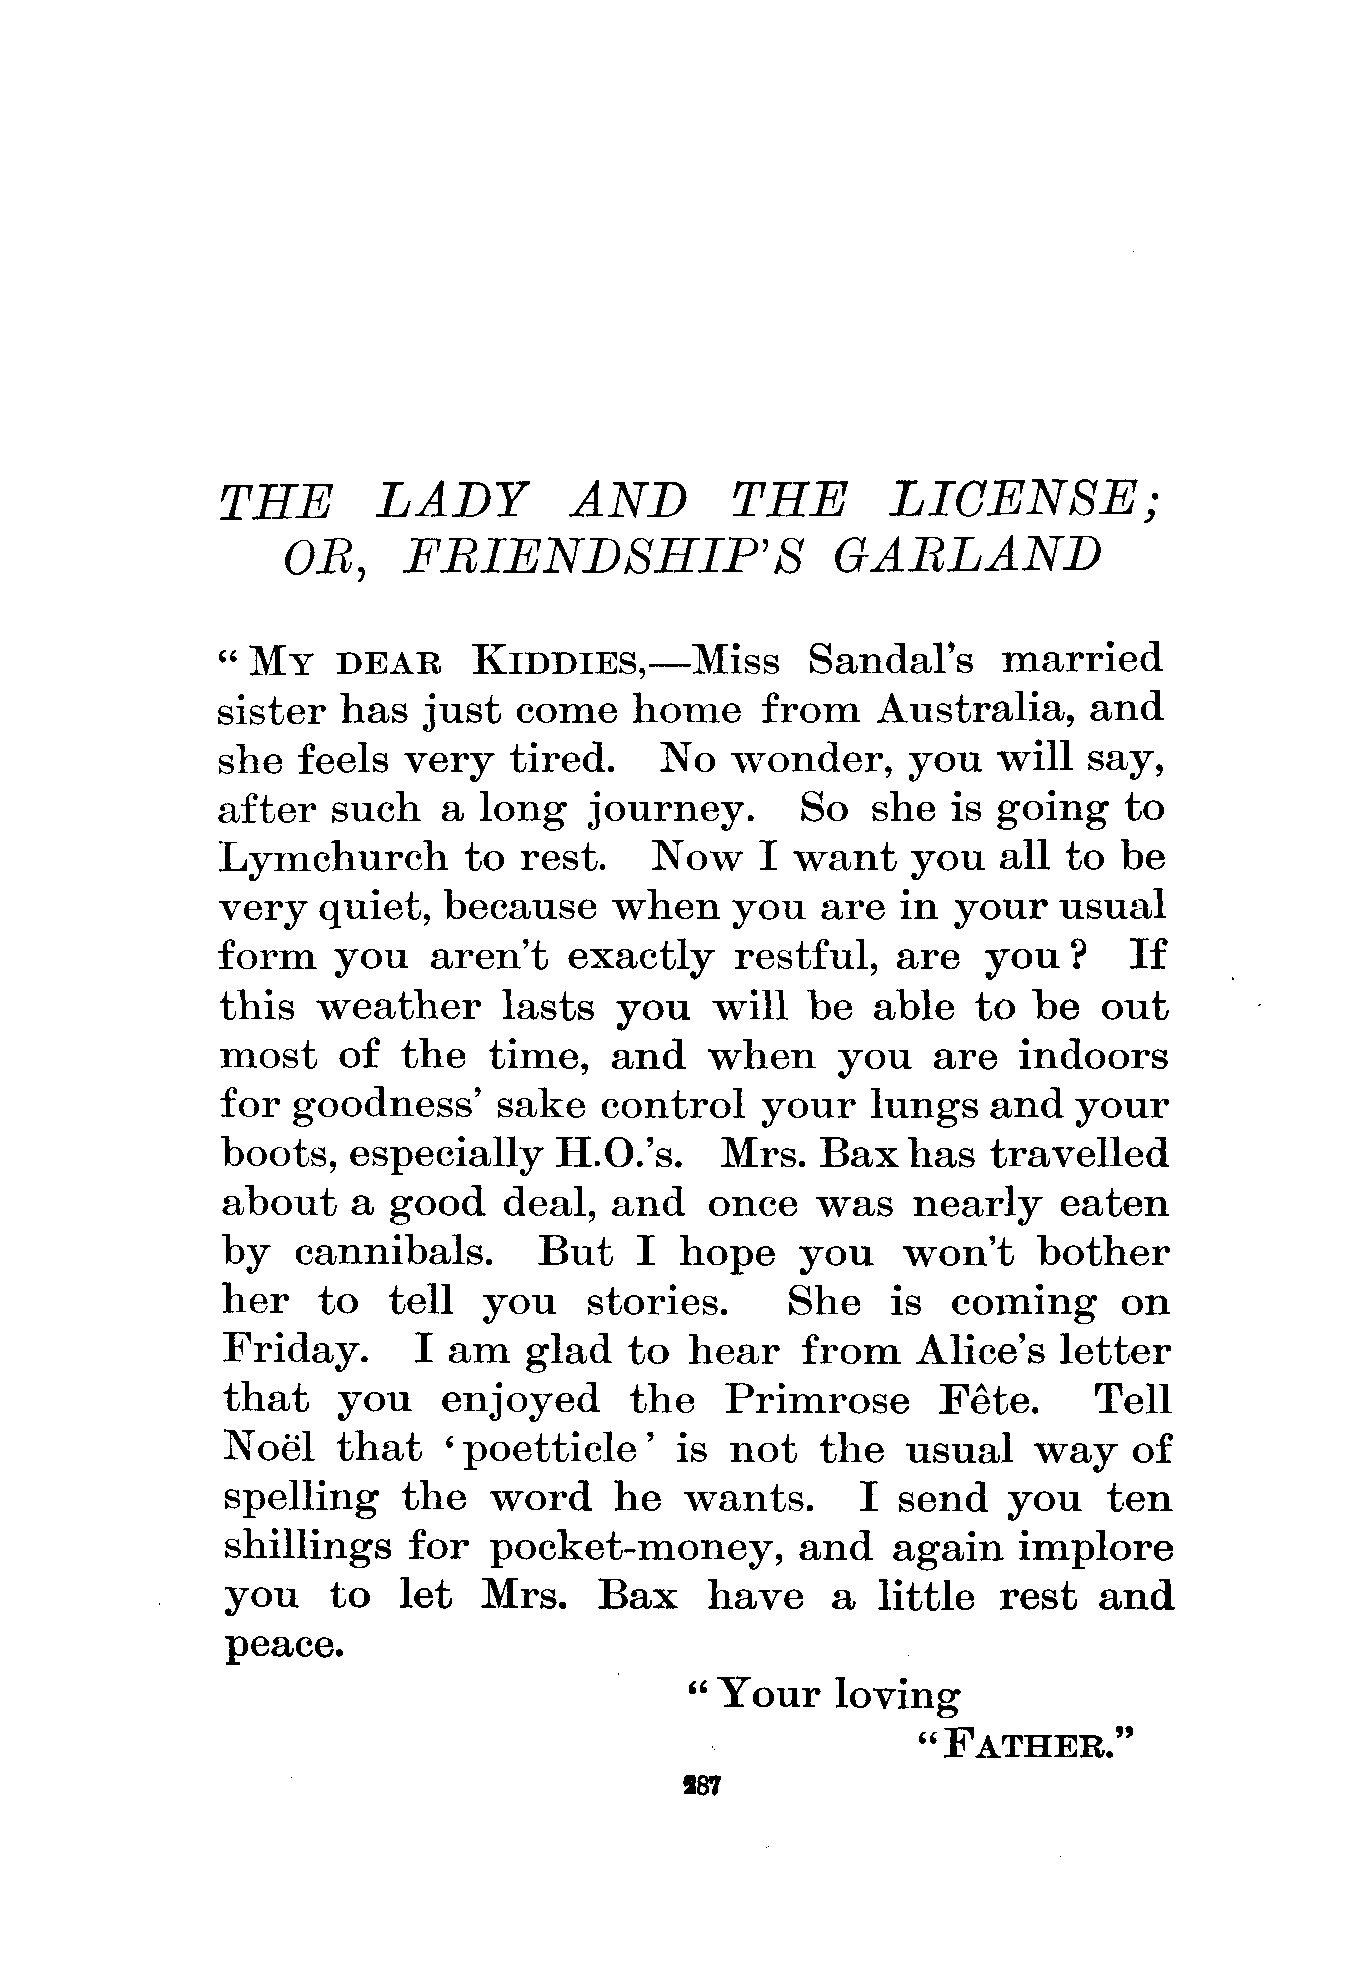 THE LADY AND THE LICENSE;
OR, FRIENDSHIP'S GARLAND
“ MY DEAR KIDDIES,—Miss Sandal's married
sister has just come home from Australia, and
she feels very tired. No wonder, you will say,
after such a long journey. So she is going to
Lymchurch to rest. Now I want you all to be
very quiet, because when you are in your usual
form you aren't exactly restful, are you? If
this weather lasts you will be able to be out
most of the time, and when you are indoors
for goodness' sake control your lungs and your
boots, especially H.O.'s. Mrs. Bax has travelled
about a good deal, and once was nearly eaten
by cannibals. But I hope you won't bother
her to tell you stories. She is coming on
Friday. I am glad to hear from Alice's letter
that you enjoyed the Primrose Fête. Tell
Noël that ‘poetticle’ is not the usual way of
spelling the word he wants. I send you ten
shillings for pocket-money, and again implore
you to let Mrs. Bax have a little rest and
peace.
“Your loving
“FATHER.”
287